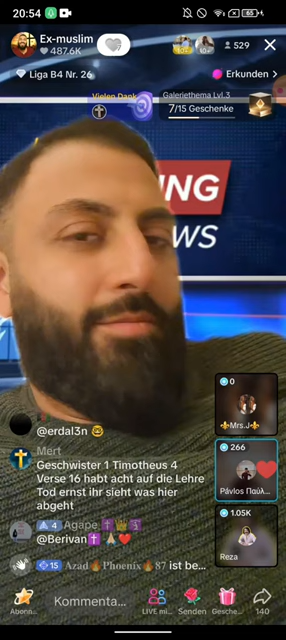 20:54
65
Ex-muslim
487.6K
529
Liga B4 Nr. 26
Erkunden >
Vielen Dank
Galeriethema Lvl.3
7/15 Geschenke
NG
WS
0
⚜Mrs.J⚜
@erdal3n 🤓
Mert
Geschwister 1 Timotheus 4
Verse 16 habt acht auf die Lehre
Tod ernst ihr sieht was hier
abgeht
266
Pávlos Παύλ...
4 Agape
@Berivan✝️🙏🏻❤️
1.05K
Reza
15 Azad🔥Phoenix🔥87 ist be...
Abonn...
Kommenta...
LIVE mi...
Senden
Gesche...
140